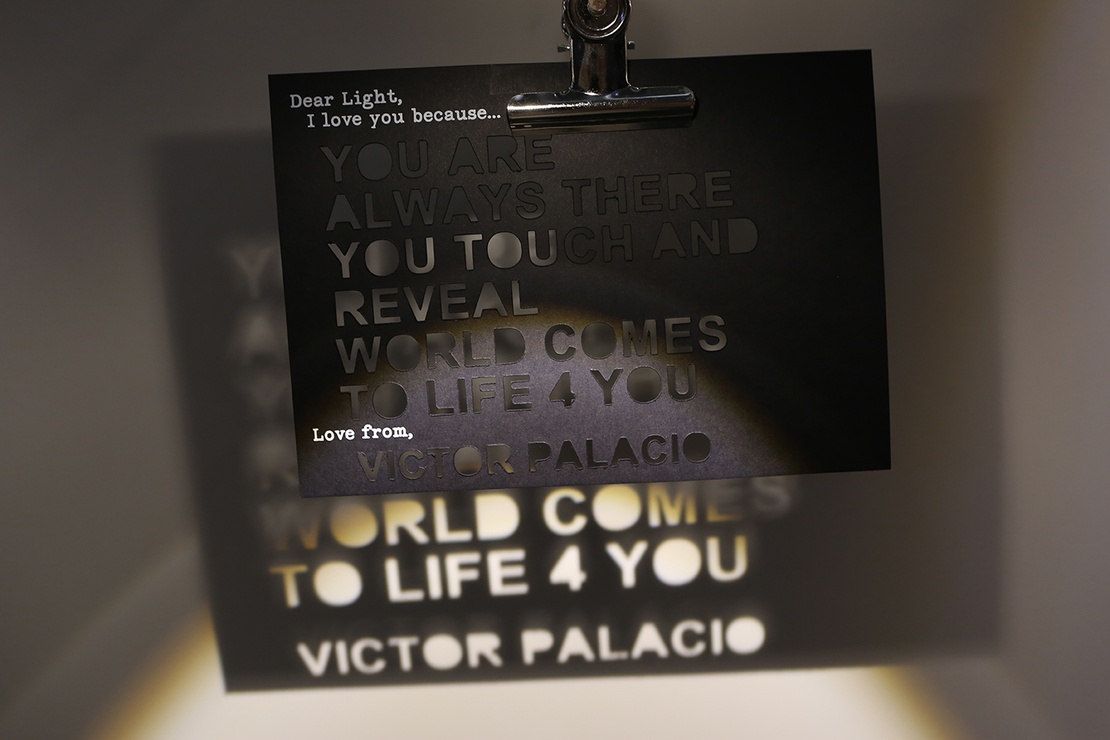 Dear Light,
I love you because...
YOU ARE
ALWAYS THERE
YOU TOUCH AND
REVEAL
WORLD COMES
TO LIFE 4 YOU
Love from,
VICTOR PALACIO
WORLD COMES
TO LIFE 4 YOU
VICTOR PALACIO